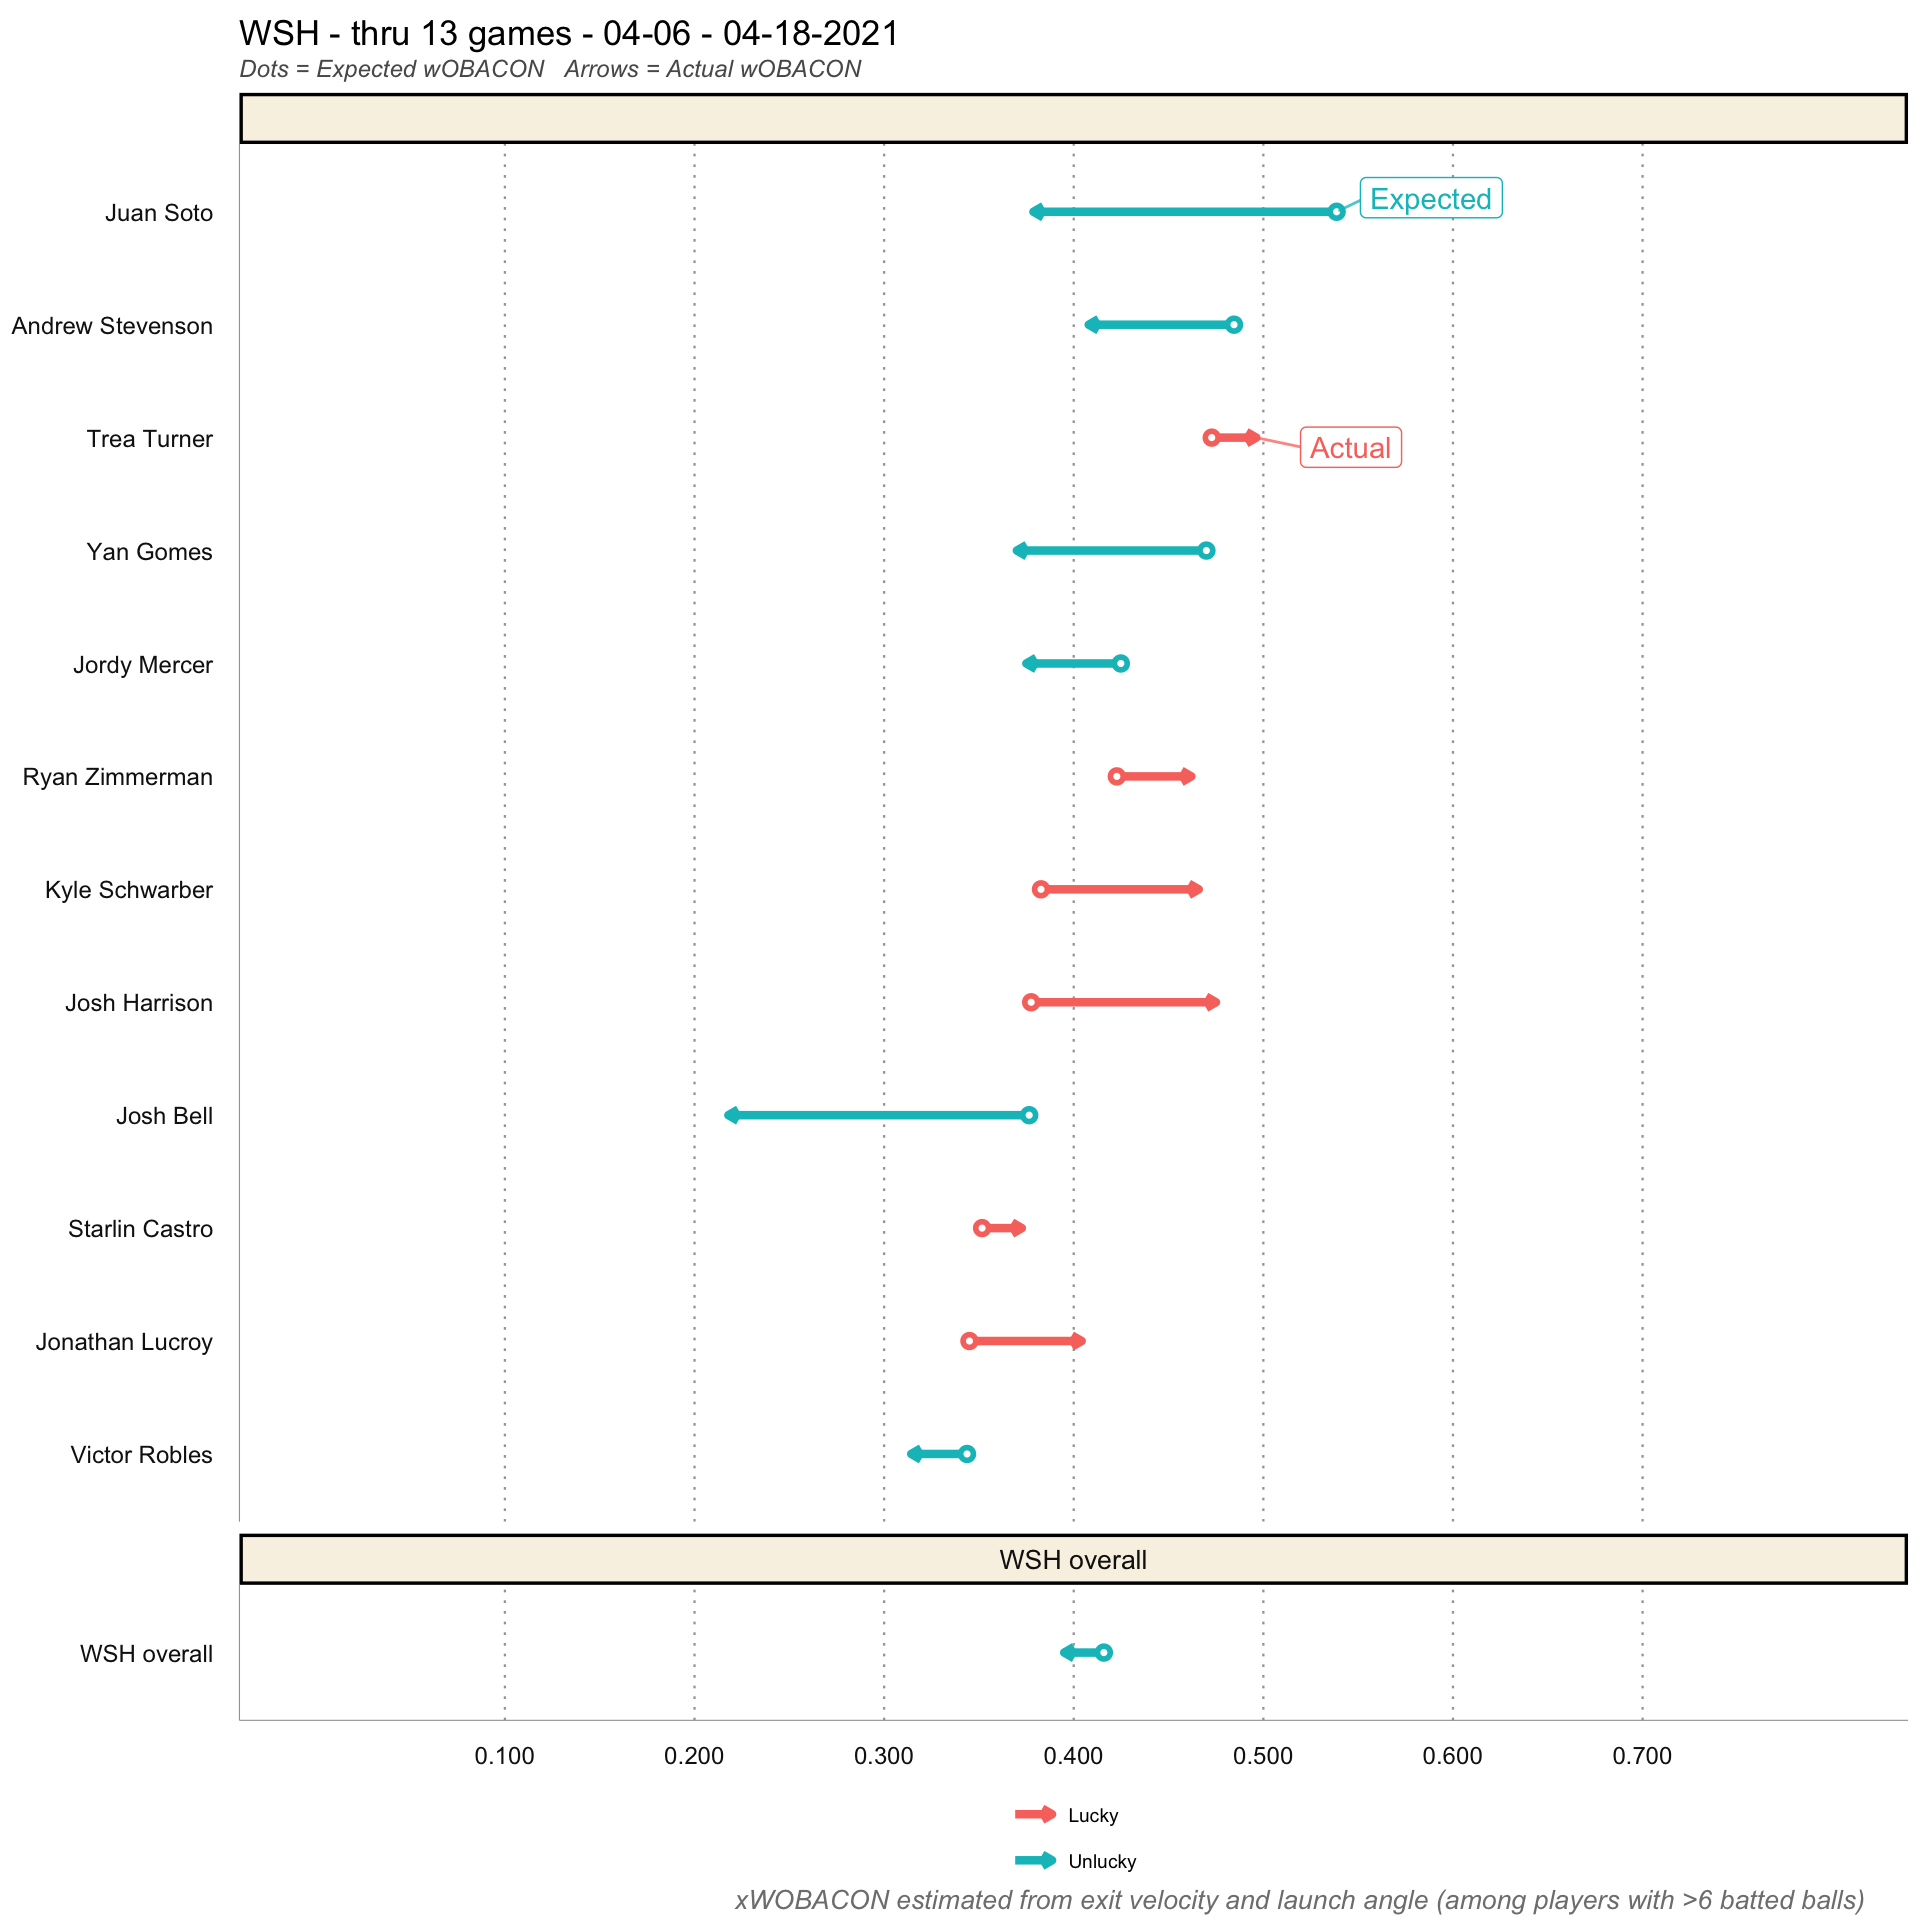 WSH - thru 13 games - 04-06 - 04-18-2021
Dots = Expected wOBACON   Arrows = Actual wOBACON
Juan Soto
Expected
Andrew Stevenson
Trea Turner
Actual
Yan Gomes
Jordy Mercer
Ryan Zimmerman
Kyle Schwarber
Josh Harrison
Josh Bell
Starlin Castro
Jonathan Lucroy
Victor Robles
WSH overall
WSH overall
0.100 0.200 0.300 0.400 0.500 0.600 0.700
Lucky
Unlucky
xWOBACON estimated from exit velocity and launch angle (among players with >6 batted balls)